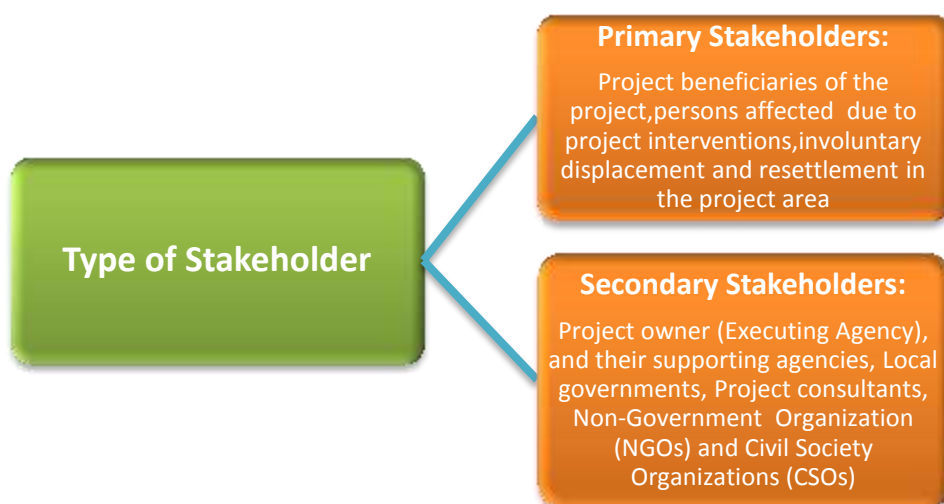 Primary Stakeholders:
Project beneficiaries of the
project,persons affected due to
project interventions,involuntary
displacement and resettlement in
the project area
Type of Stakeholder
Secondary Stakeholders:
Project owner (Executing Agency),
and their supporting agencies, Local
governments, Project consultants,
Non-Government Organization
(NGOs) and Civil Society
Organizations (CSOs)